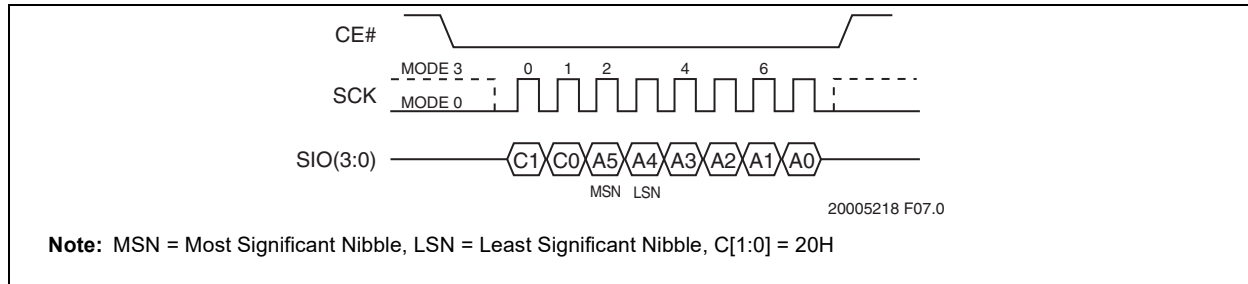 CE#
MODE 3 0 1 2 4 6
SCK
MODE 0
SIO(3:0) C1 C0 A5 A4 A3 A2 A1 A0
MSN LSN
20005218 F07.0
Note: MSN = Most Significant Nibble, LSN = Least Significant Nibble, C[1:0] = 20H